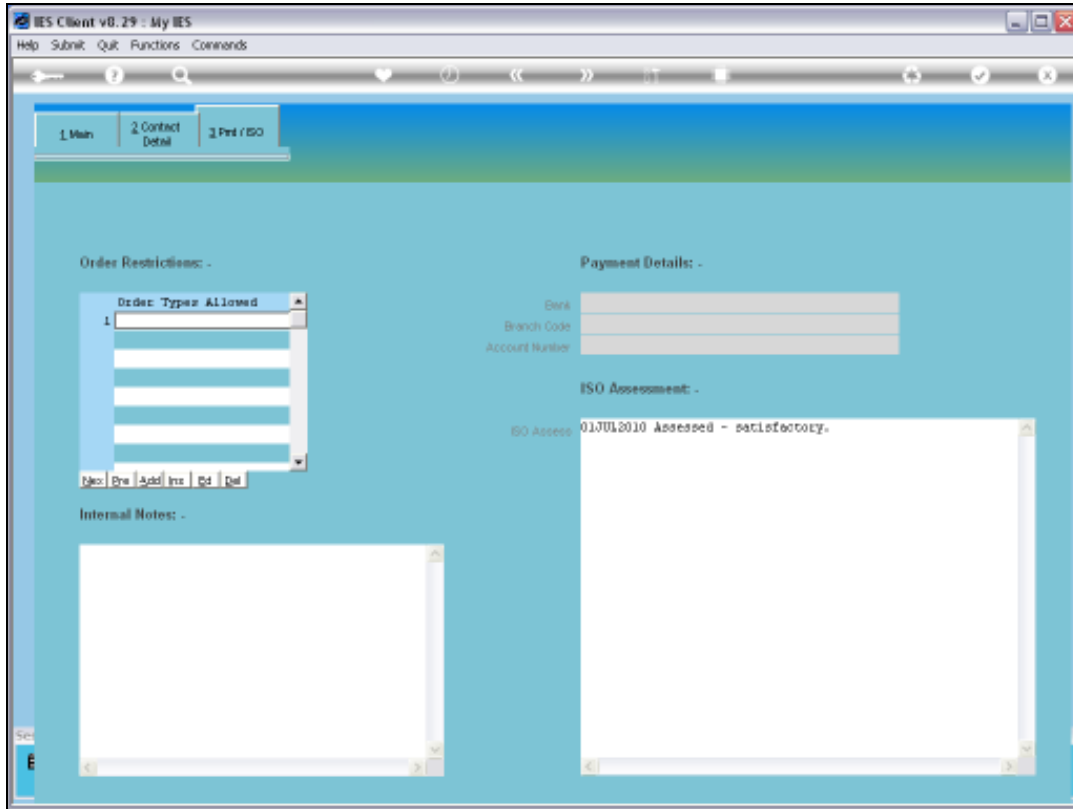 IES Client v8.29 : My IES
Help Submit Quit Functions Commands
1 Main
2 Contact Detail
3 Pmt / ISO
Order Restrictions: -
Payment Details: -
Order Types Allowed
1
Bank
Branch Code
Account Number
ISO Assessment: -
ISO Assess
01JUL2010 Assessed - satisfactory.
Nex Pre Add Ins Ed Del
Internal Notes: -